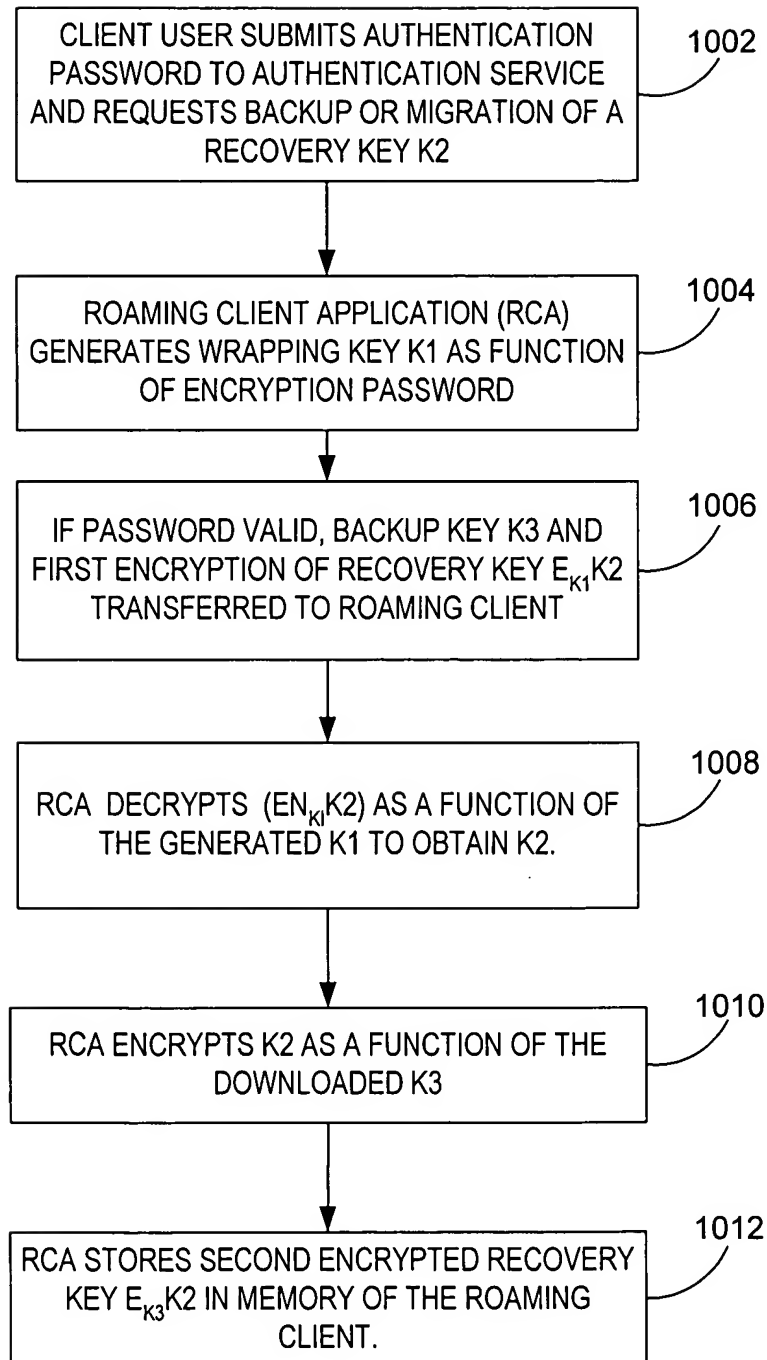 CLIENT USER SUBMITS AUTHENTICATION
PASSWORD TO AUTHENTICATION SERVICE
AND REQUESTS BACKUP OR MIGRATION OF A
RECOVERY KEY K2
1002
ROAMING CLIENT APPLICATION (RCA)
GENERATES WRAPPING KEY K1 AS FUNCTION
OF ENCRYPTION PASSWORD
1004
IF PASSWORD VALID, BACKUP KEY K3 AND
FIRST ENCRYPTION OF RECOVERY KEY E_K1K2
TRANSFERRED TO ROAMING CLIENT
1006
RCA DECRYPTS (EN_KIK2) AS A FUNCTION OF
THE GENERATED K1 TO OBTAIN K2.
1008
RCA ENCRYPTS K2 AS A FUNCTION OF THE
DOWNLOADED K3
1010
RCA STORES SECOND ENCRYPTED RECOVERY
KEY E_K3K2 IN MEMORY OF THE ROAMING
CLIENT.
1012